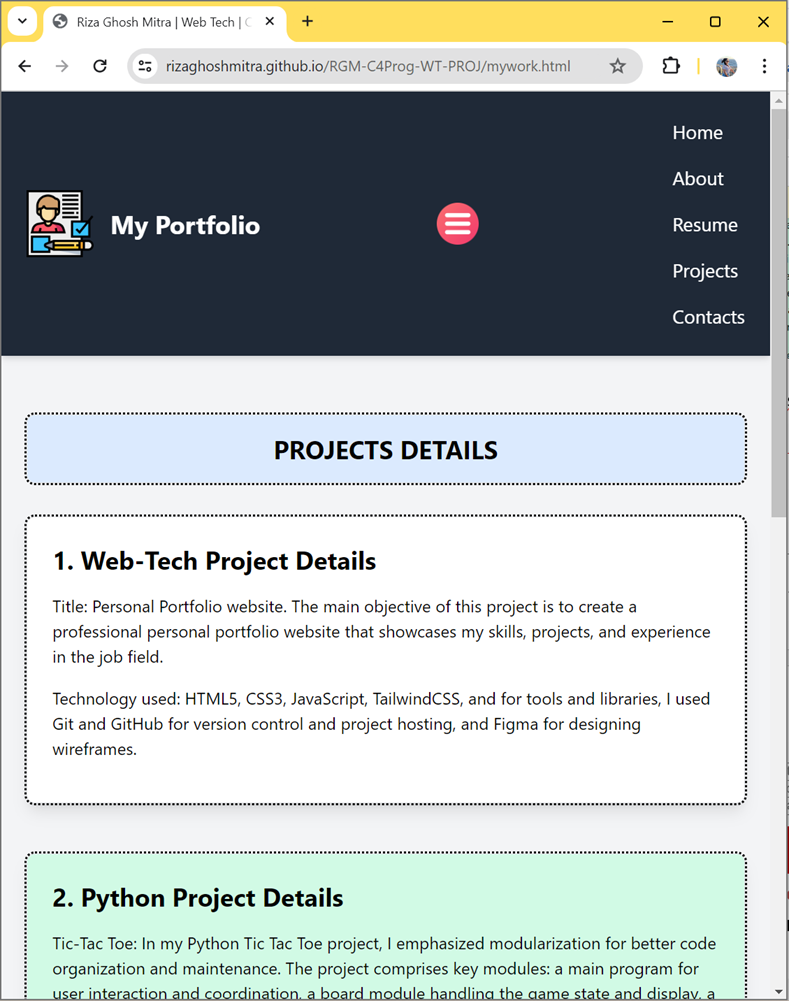 Riza Ghosh Mitra | Web Tech | C
rizaghoshmitra.github.io/RGM-C4Prog-WT-PROJ/mywork.html
My Portfolio
Home
About
Resume
Projects
Contacts
PROJECTS DETAILS
1. Web-Tech Project Details
Title: Personal Portfolio website. The main objective of this project is to create a
professional personal portfolio website that showcases my skills, projects, and experience
in the job field.
Technology used: HTML5, CSS3, JavaScript, TailwindCSS, and for tools and libraries, I used
Git and GitHub for version control and project hosting, and Figma for designing
wireframes.
2. Python Project Details
Tic-Tac Toe: In my Python Tic Tac Toe project, I emphasized modularization for better code
organization and maintenance. The project comprises key modules: a main program for
user interaction and coordination, a board module handling the game state and display, a